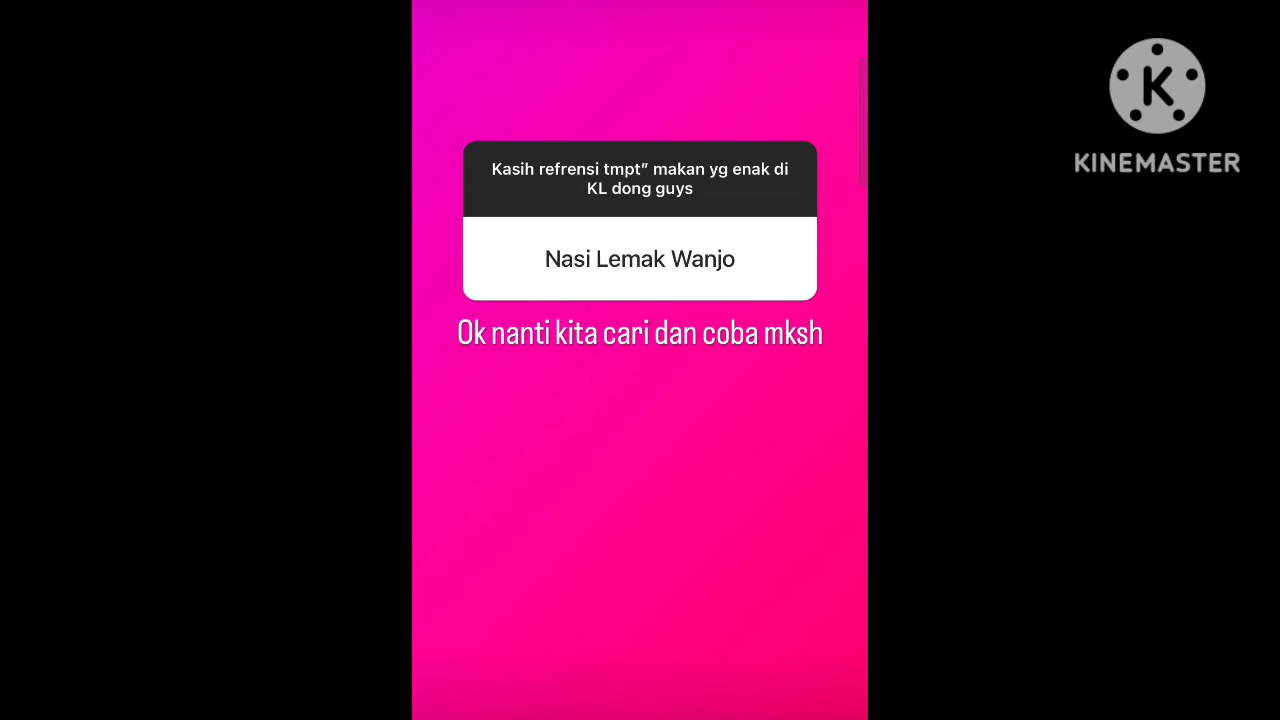 Kasih refrensi tmpt” makan yg enak di
KL dong guys
Nasi Lemak Wanjo
Ok nanti kita cari dan coba mksh
K
KINEMASTER